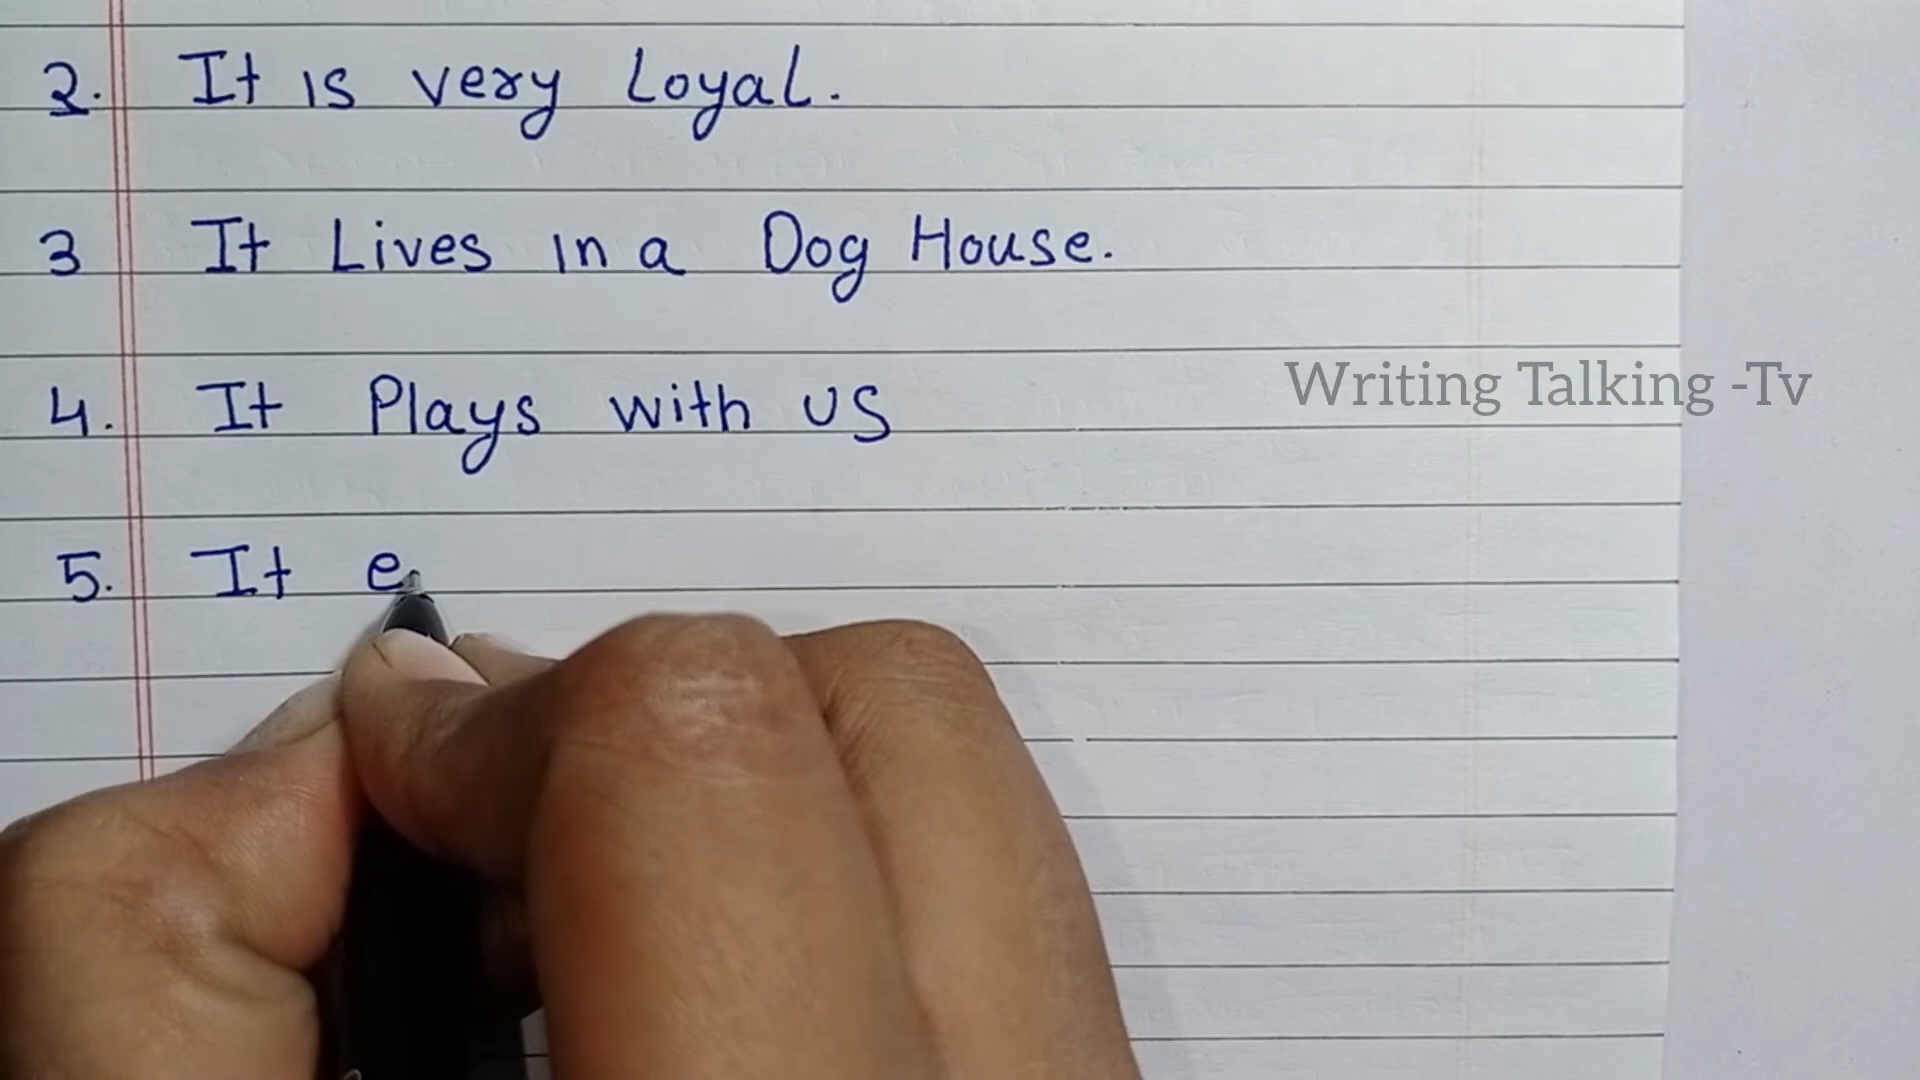 2. It is very Loyal.
3 It Lives in a Dog House.
4. It Plays with us
Writing Talking -Tv
5. It e